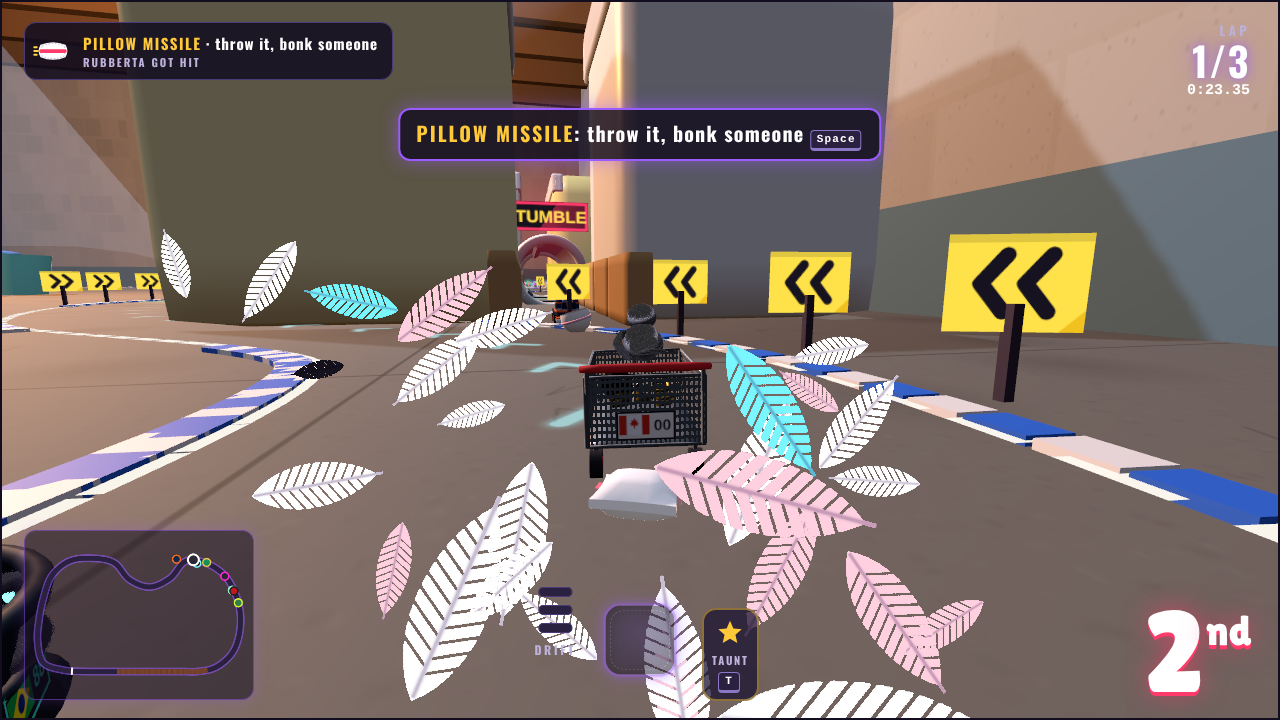 PILLOW MISSILE · throw it, bonk someone
RUBBERTA GOT HIT
LAP
1/3
0:23.35
PILLOW MISSILE: throw it, bonk someone Space
TUMBLE
00
TAUNT
T
2nd